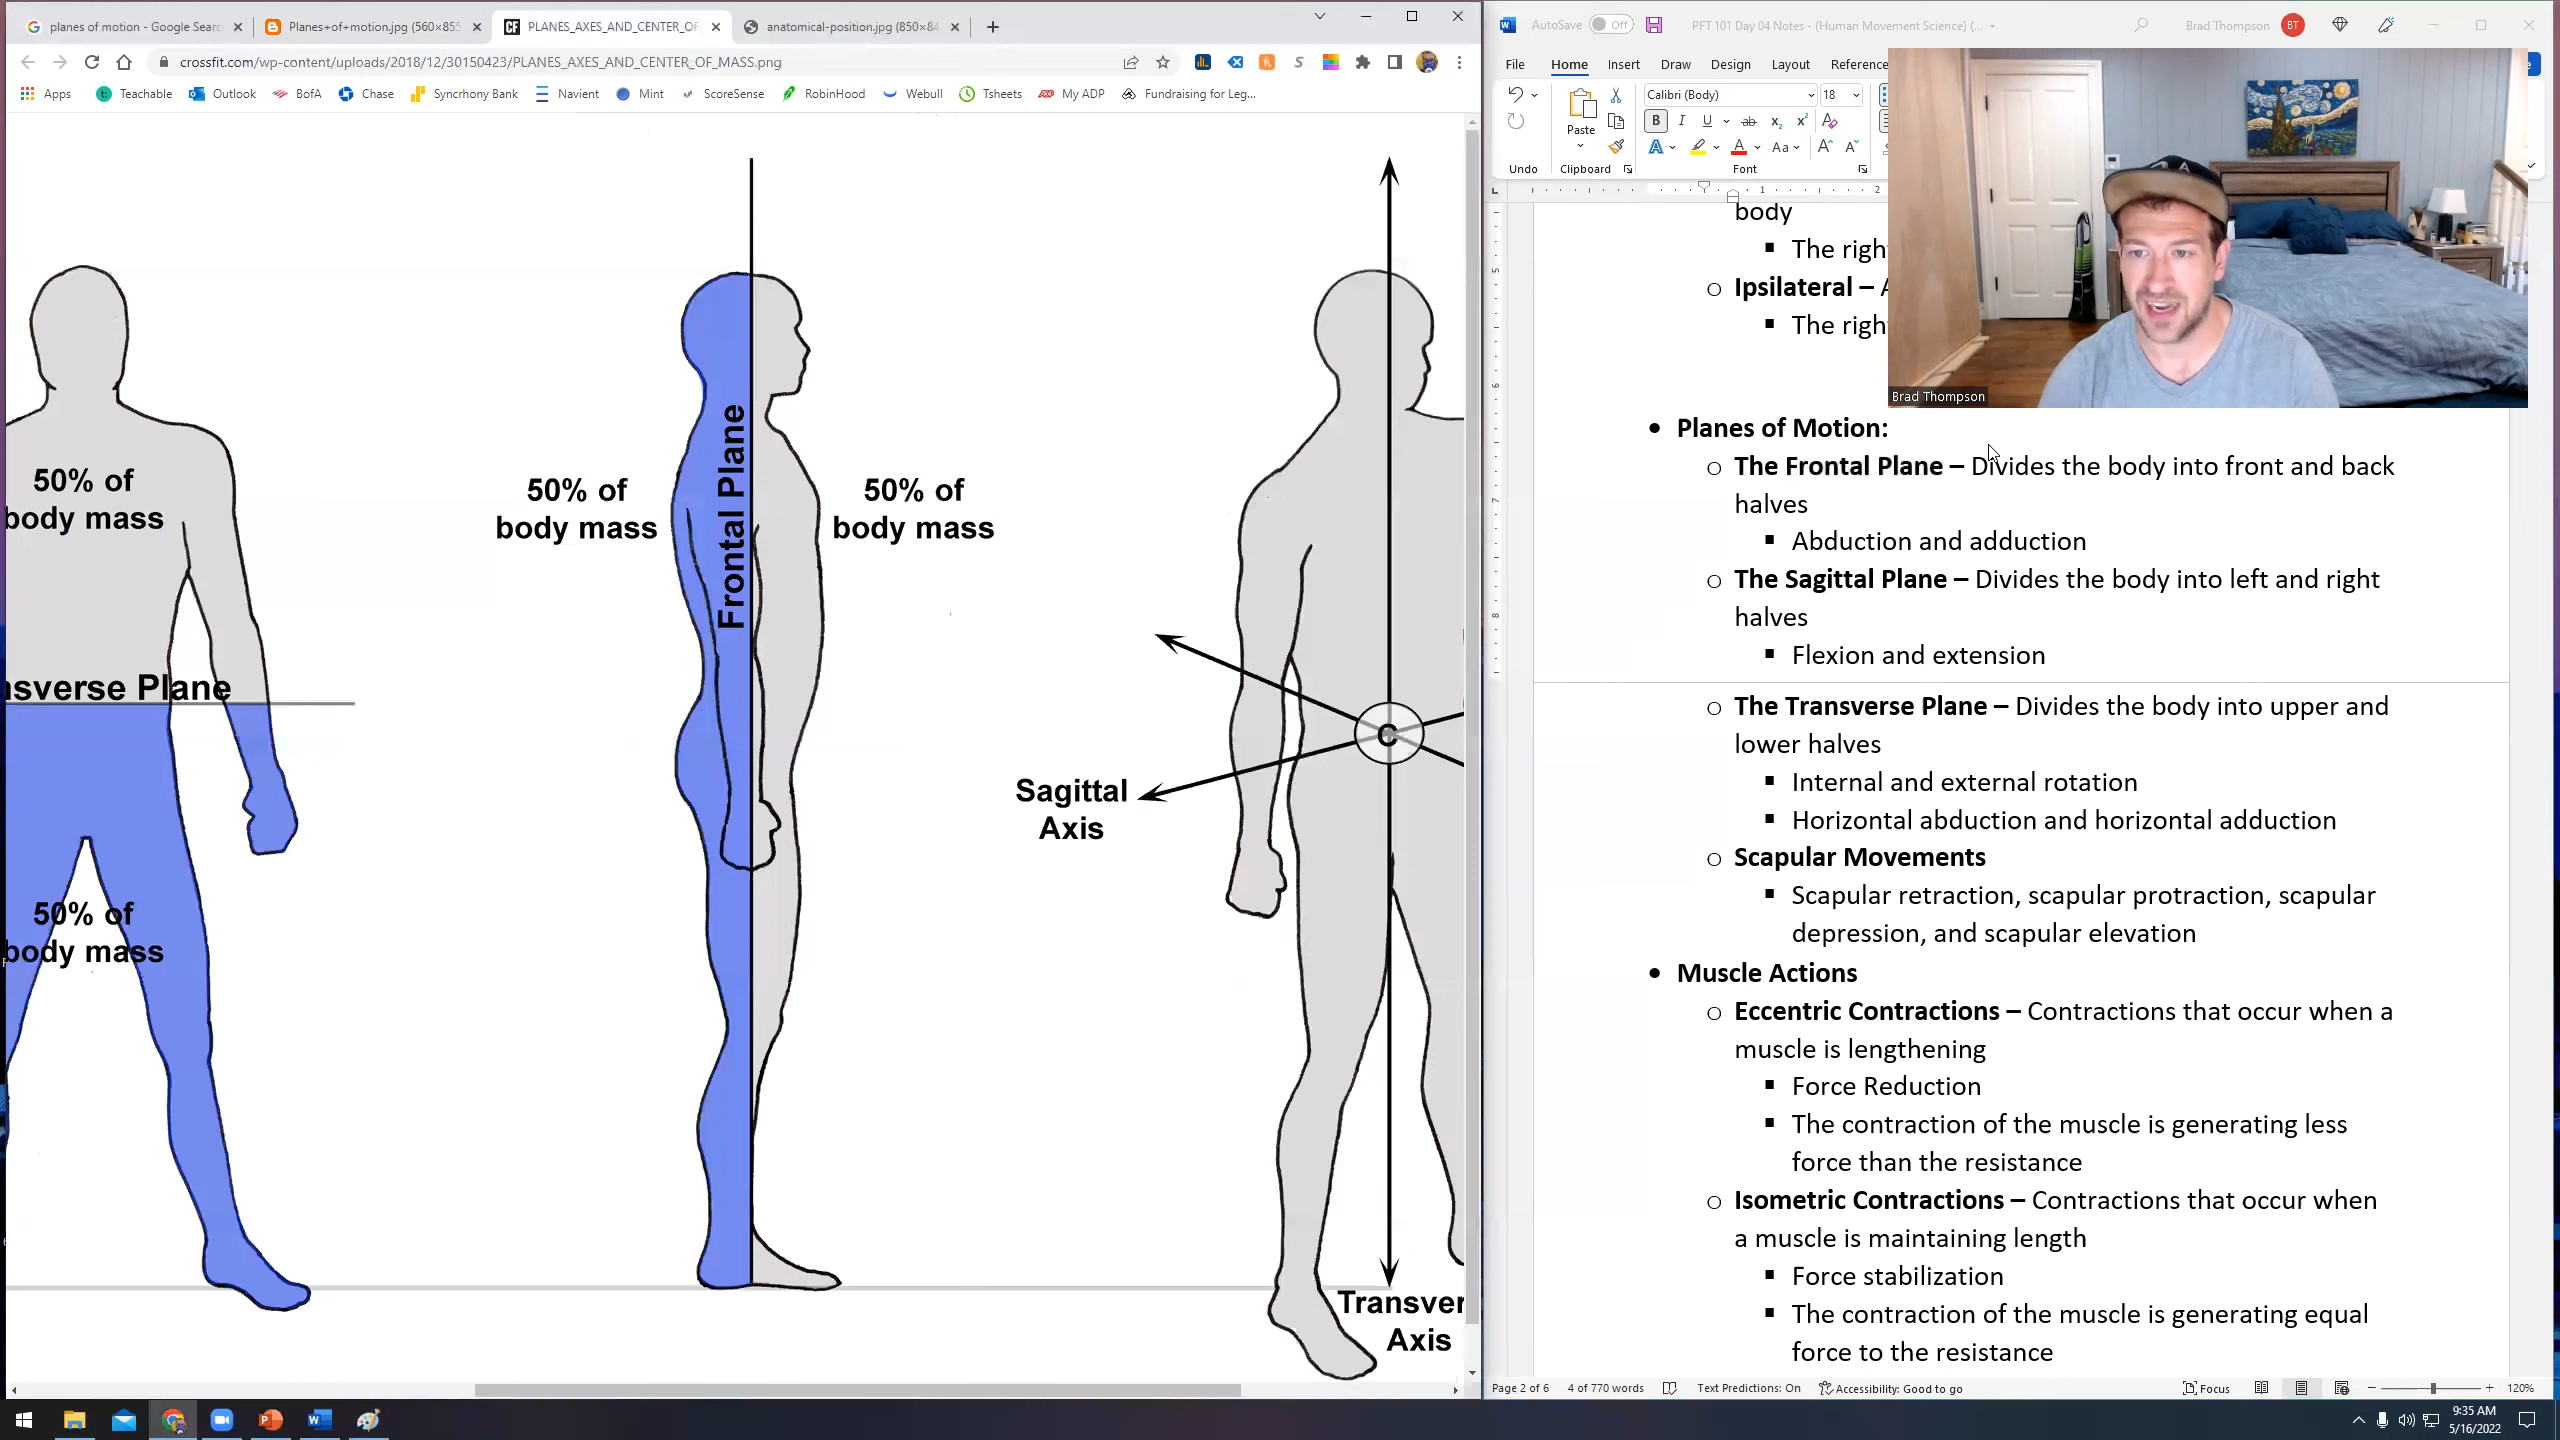 planes of motion - Google Searc
Planes+of+motion.jpg (560×855
PLANES_AXES_AND_CENTER_OF
anatomical-position.jpg (850×84
crossfit.com/wp-content/uploads/2018/12/30150423/PLANES_AXES_AND_CENTER_OF_MASS.png
Apps Teachable Outlook BofA Chase Syncrhony Bank Navient Mint ScoreSense RobinHood Webull Tsheets My ADP Fundraising for Leg...
50% of
body mass
nsverse Plane
50% of
body mass
50% of
body mass
Frontal Plane
50% of
body mass
Sagittal
Axis
C
Transver
Axis
AutoSave Off PFT 101 Day 04 Notes - (Human Movement Science) (... Brad Thompson BT
File Home Insert Draw Design Layout Reference
Calibri (Body) 18
Paste
Undo Clipboard Font
Brad Thompson
body
The right
Ipsilateral – A
The right
Planes of Motion:
The Frontal Plane – Divides the body into front and back
halves
Abduction and adduction
The Sagittal Plane – Divides the body into left and right
halves
Flexion and extension
The Transverse Plane – Divides the body into upper and
lower halves
Internal and external rotation
Horizontal abduction and horizontal adduction
Scapular Movements
Scapular retraction, scapular protraction, scapular
depression, and scapular elevation
Muscle Actions
Eccentric Contractions – Contractions that occur when a
muscle is lengthening
Force Reduction
The contraction of the muscle is generating less
force than the resistance
Isometric Contractions – Contractions that occur when
a muscle is maintaining length
Force stabilization
The contraction of the muscle is generating equal
force to the resistance
Page 2 of 6 4 of 770 words Text Predictions: On Accessibility: Good to go Focus 120%
9:35 AM
5/16/2022